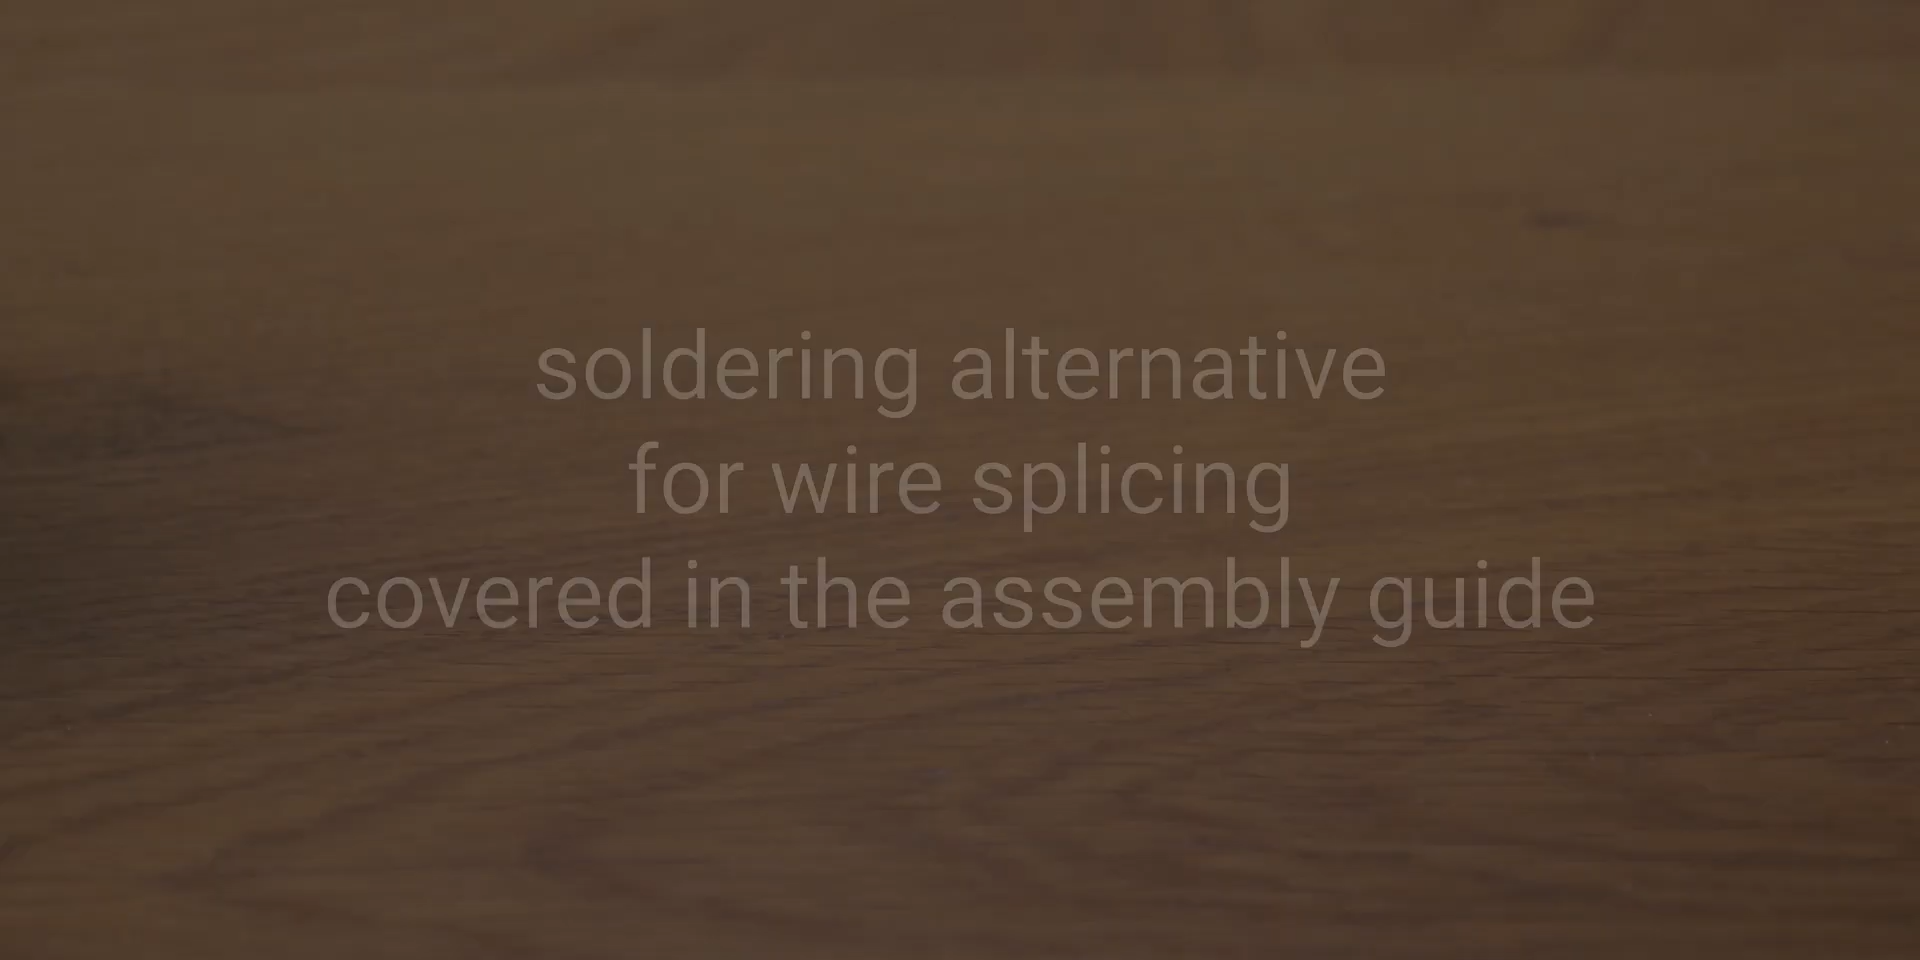 soldering alternative
for wire splicing
covered in the assembly guide